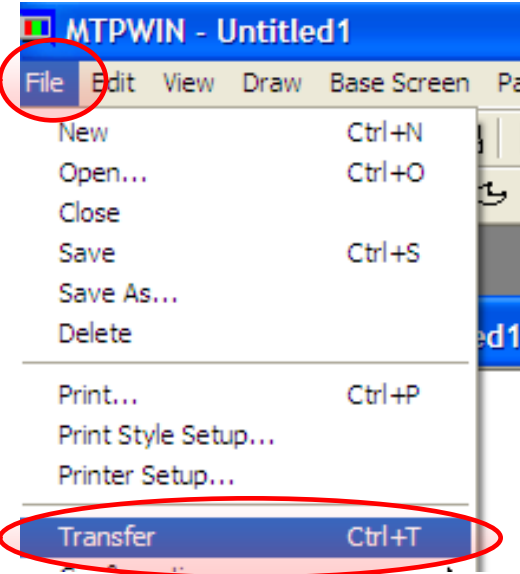 MTPWIN - Untitled1
File Edit View Draw Base Screen Pa
New Ctrl+N
Open... Ctrl+O
Close
Save Ctrl+S
Save As...
Delete
ed1
Print... Ctrl+P
Print Style Setup...
Printer Setup...
Transfer Ctrl+T